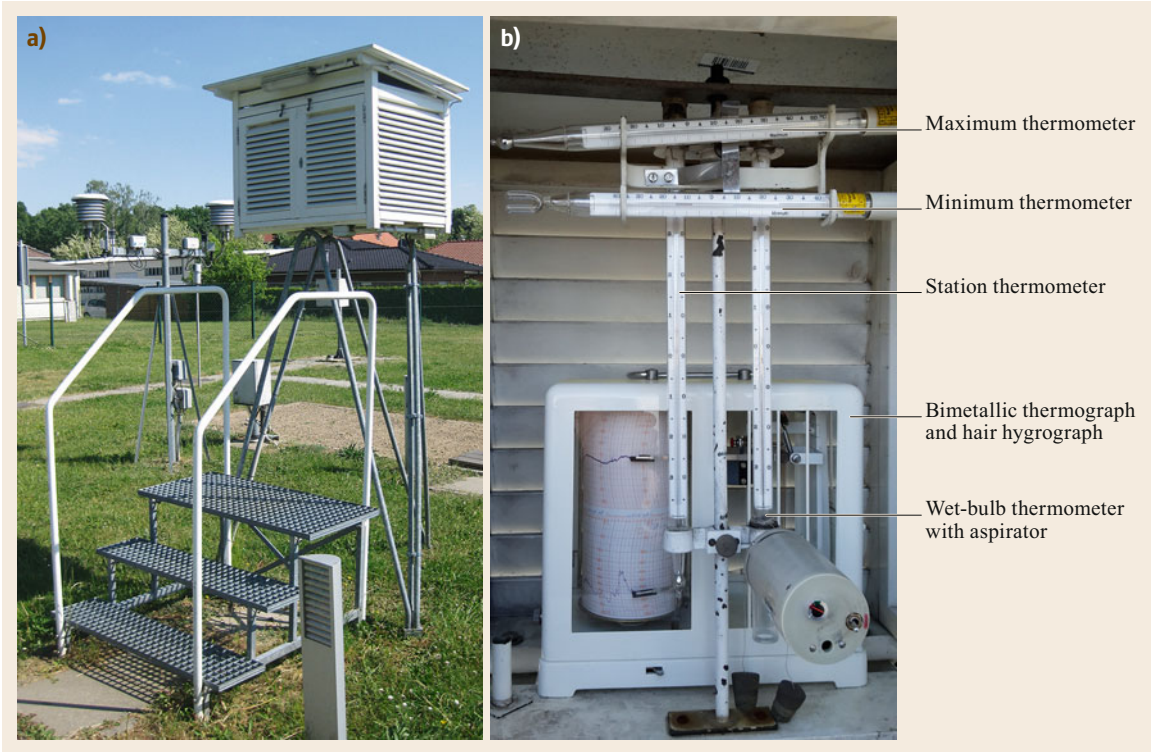 a)
b)
Maximum thermometer
Minimum thermometer
Station thermometer
Bimetallic thermograph
and hair hygrograph
Wet-bulb thermometer
with aspirator